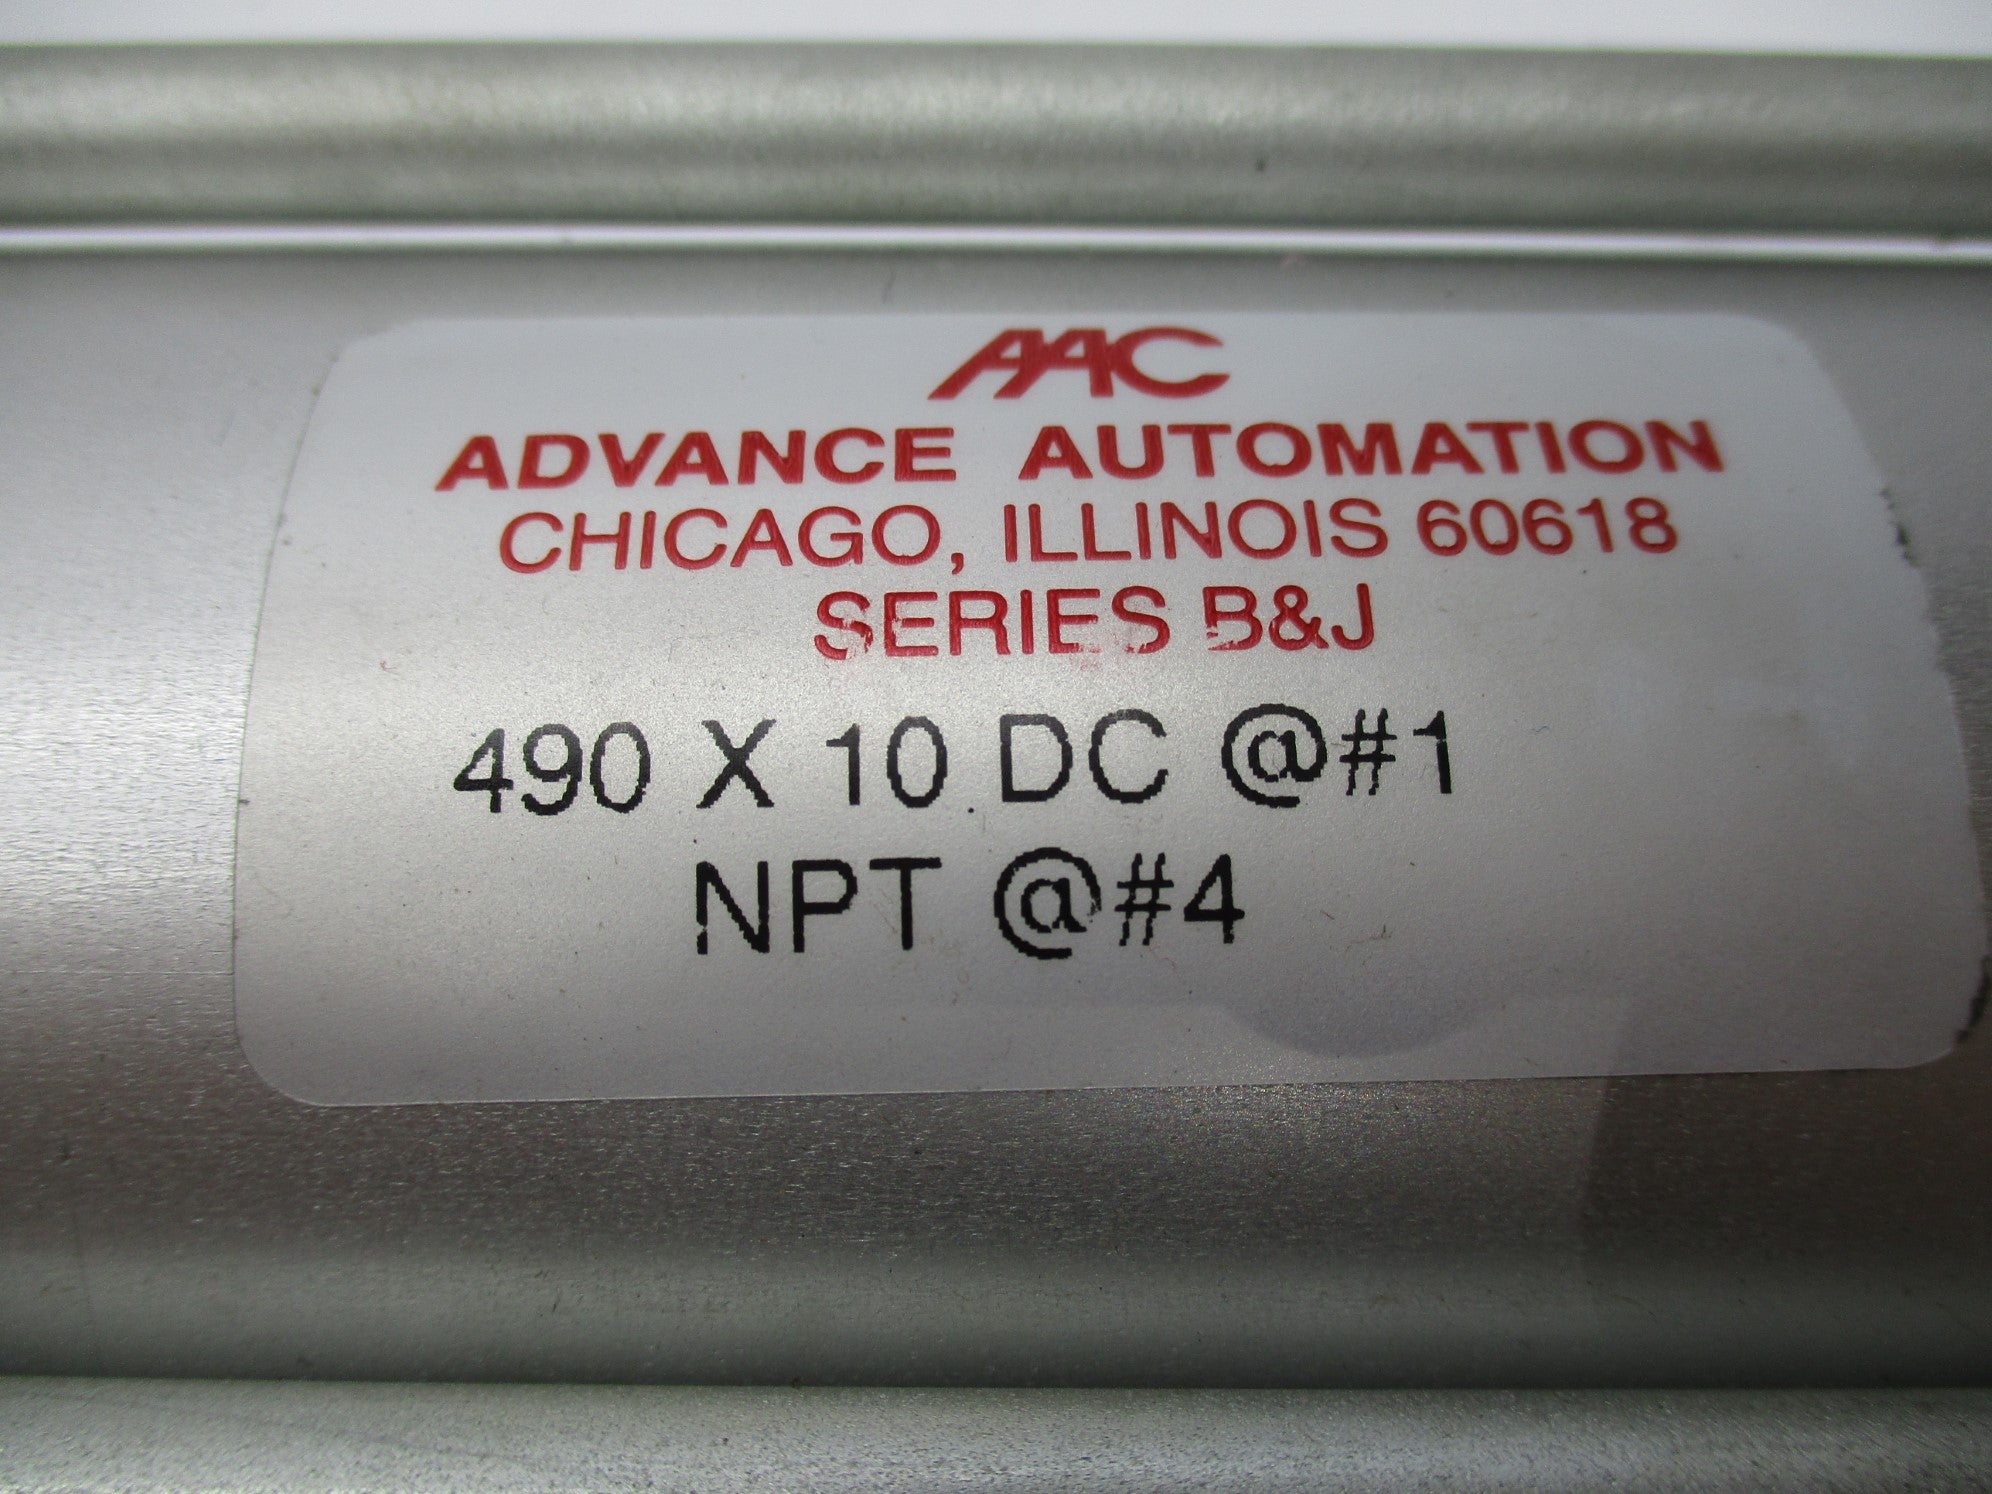 AAC
ADVANCE AUTOMATION
CHICAGO, ILLINOIS 60618
SERIES B&J
490 X 10 DC @#1
NPT @#4